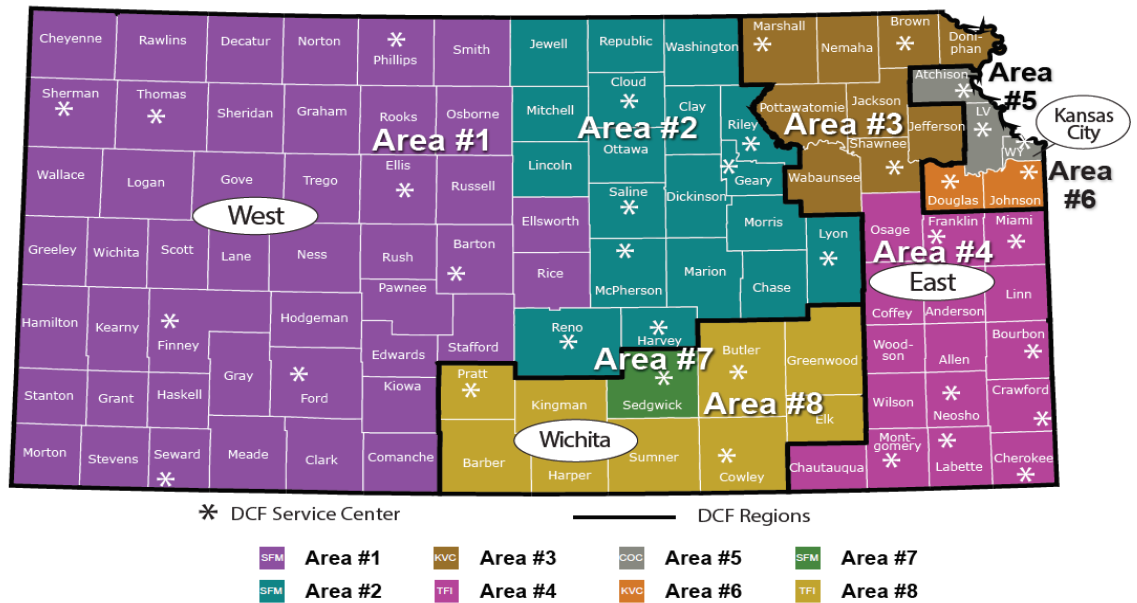 Cheyenne Rawlins Decatur Norton Phillips Smith Jewell Republic Washington Marshall Nemaha Brown Doni-
phan
Sherman Thomas Sheridan Graham Rooks Osborne Mitchell Cloud Clay Riley Pottawatomie Jackson Atchison
Area #5
Area #1
Area #2
Area #3
Jefferson LV
Kansas
City
WY
Ottawa Shawnee
Wallace Logan Gove Trego Ellis Russell Lincoln Saline Dickinson Geary Wabaunsee Douglas Johnson
Area
#6
West
Ellsworth Morris Lyon Osage Franklin Miami
Area #4
East
Greeley Wichita Scott Lane Ness Rush Barton Rice McPherson Marion Chase Coffey Anderson Linn
Pawnee
Hamilton Kearny Finney Hodgeman Edwards Stafford Reno Harvey Butler Greenwood Wood-
son
Allen Bourbon
Area #7
Stanton Grant Haskell Gray Ford Kiowa Pratt Kingman Sedgwick
Area #8
Elk Wilson Neosho Crawford
Wichita
Morton Stevens Seward Meade Clark Comanche Barber Harper Sumner Cowley Chautauqua Mont-
gomery
Labette Cherokee
* DCF Service Center DCF Regions
SFM Area #1 KVC Area #3 COC Area #5 SFM Area #7
SFM Area #2 TFI Area #4 KVC Area #6 TFI Area #8